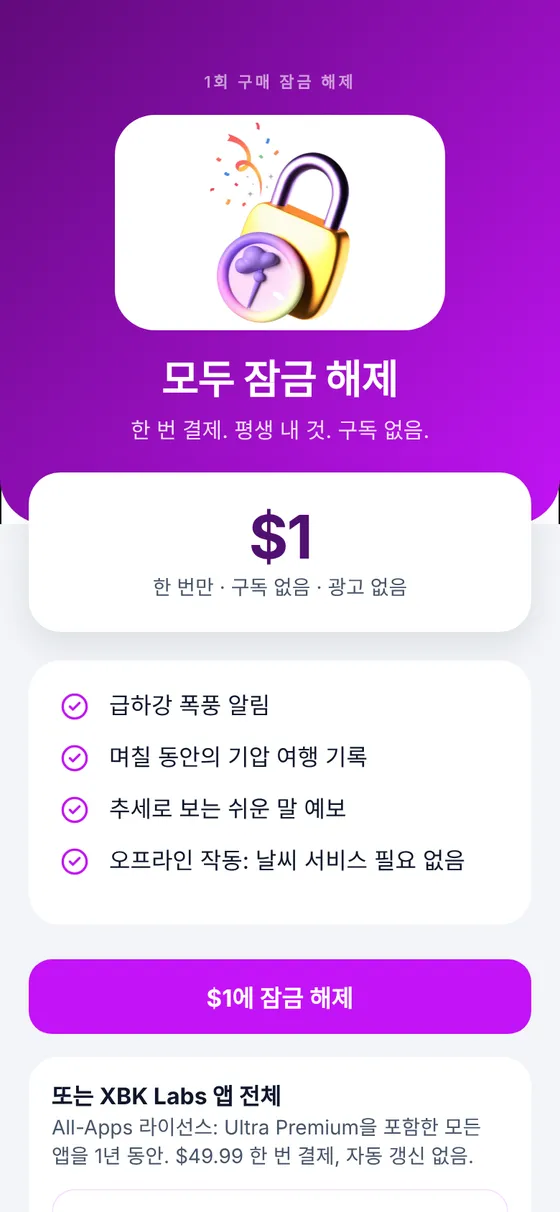 1회 구매 잠금 해제
모두 잠금 해제
한 번 결제. 평생 내 것. 구독 없음.
$1
한 번만 · 구독 없음 · 광고 없음
급하강 폭풍 알림
며칠 동안의 기압 여행 기록
추세로 보는 쉬운 말 예보
오프라인 작동: 날씨 서비스 필요 없음
$1에 잠금 해제
또는 XBK Labs 앱 전체
All-Apps 라이선스: Ultra Premium을 포함한 모든
앱을 1년 동안. $49.99 한 번 결제, 자동 갱신 없음.